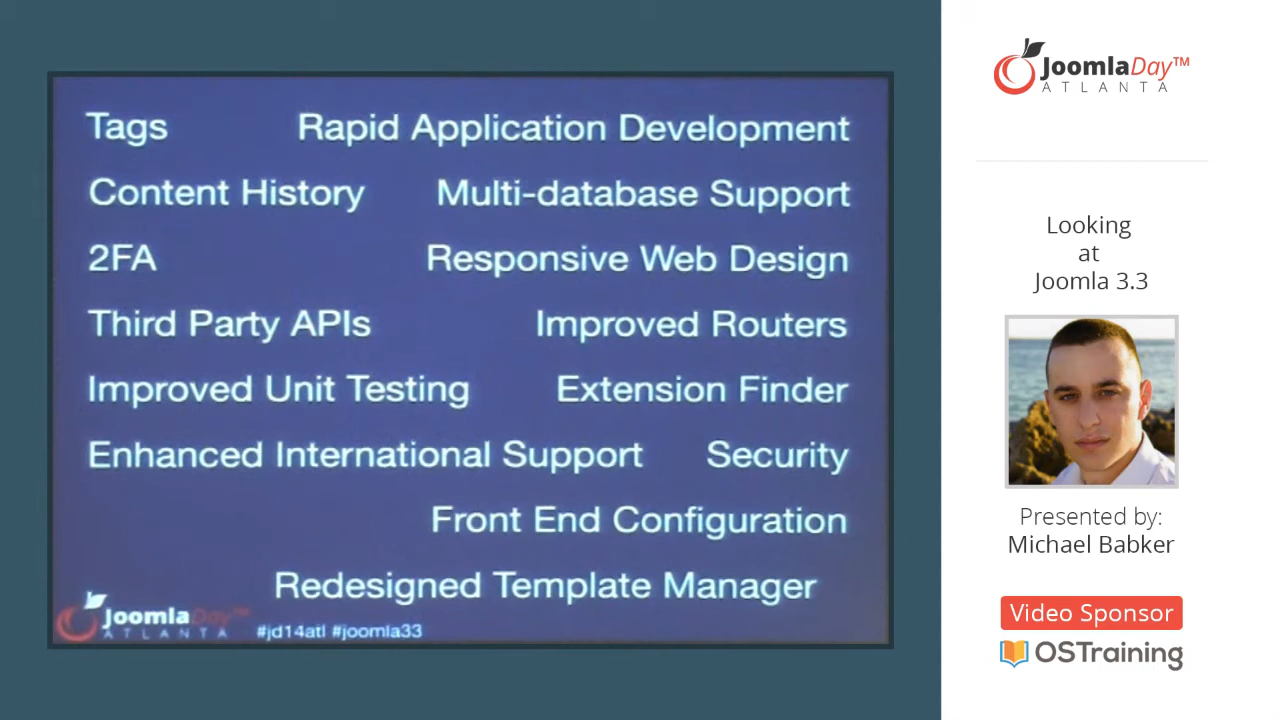 Tags Rapid Application Development
Content History Multi-database Support
2FA Responsive Web Design
Third Party APIs Improved Routers
Improved Unit Testing Extension Finder
Enhanced International Support Security
Front End Configuration
Redesigned Template Manager
JoomlaDay™
ATLANTA
#jd14atl #joomla33
JoomlaDay™
ATLANTA
Looking
at
Joomla 3.3
Presented by:
Michael Babker
Video Sponsor
OSTraining